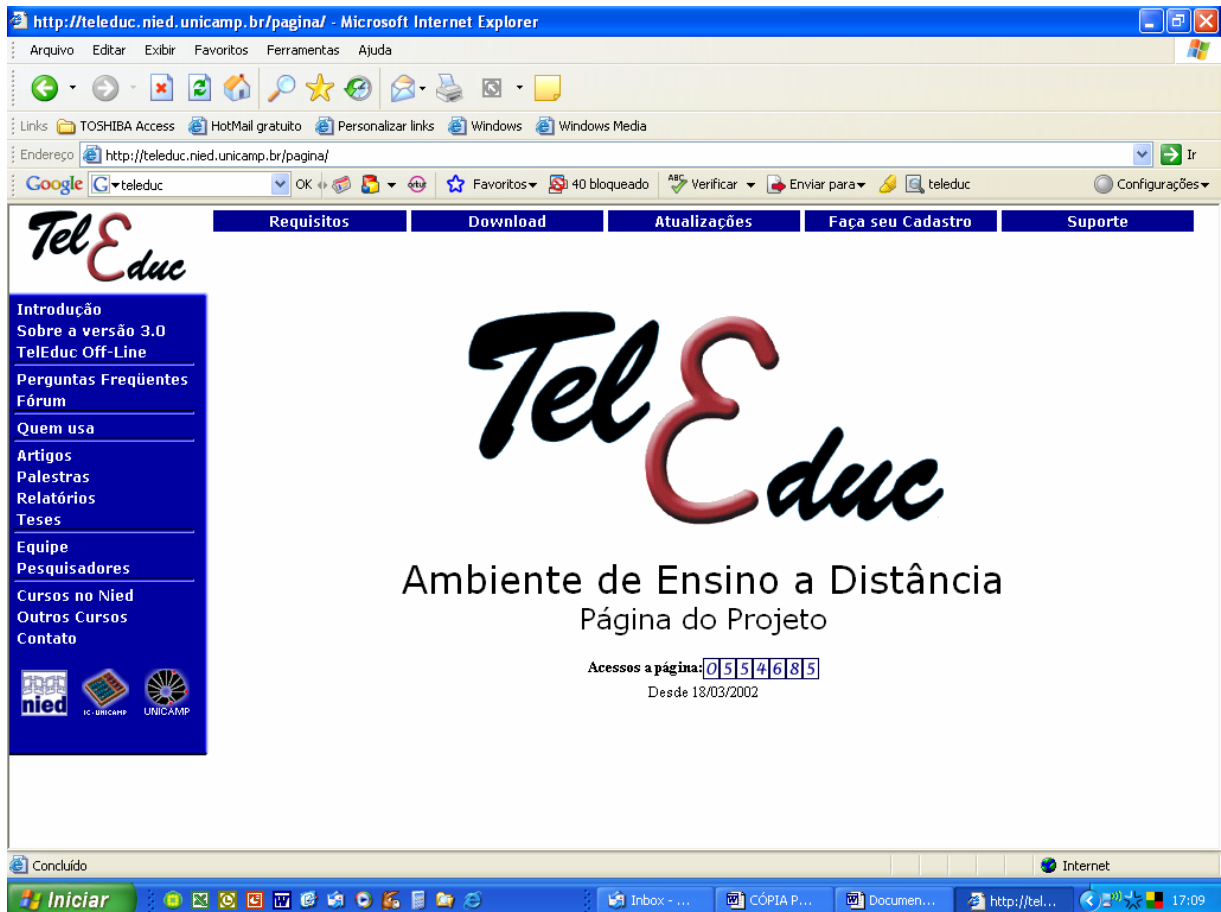 http://teleduc.nied.unicamp.br/pagina/ - Microsoft Internet Explorer
Arquivo Editar Exibir Favoritos Ferramentas Ajuda
Links TOSHIBA Access HotMail gratuito Personalizar links Windows Windows Media
Endereço http://teleduc.nied.unicamp.br/pagina/ Ir
Google G teleduc OK Favoritos 40 bloqueado ABC Verificar Enviar para teleduc Configurações
TelEduc
Requisitos Download Atualizações Faça seu Cadastro Suporte
Introdução
Sobre a versão 3.0
TelEduc Off-Line
Perguntas Freqüentes
Fórum
Quem usa
Artigos
Palestras
Relatórios
Teses
Equipe
Pesquisadores
Cursos no Nied
Outros Cursos
Contato
nied IC-UNICAMP UNICAMP
TelEduc
Ambiente de Ensino a Distância
Página do Projeto
Acessos a página: 0554685
Desde 18/03/2002
Concluído Internet
Iniciar Inbox - ... CÓPIA P... Documen... http://tel... 17:09